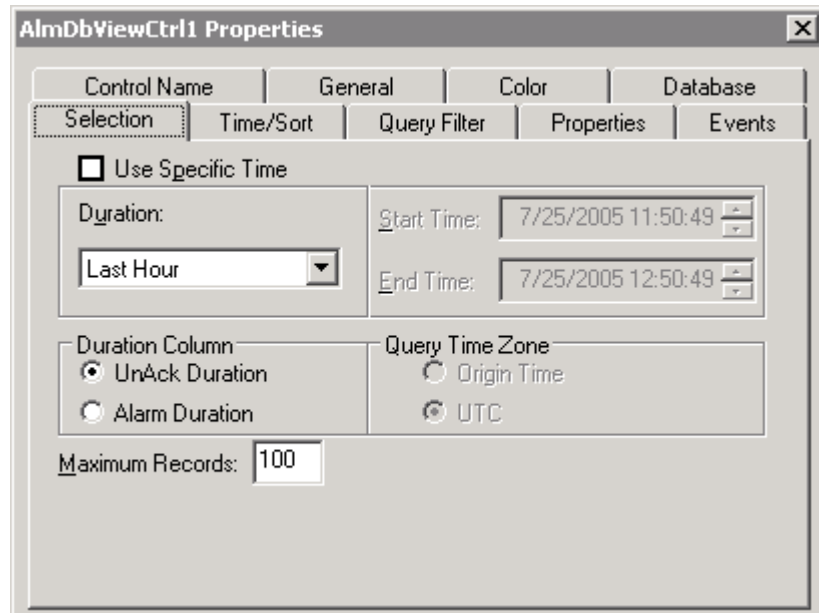 AlmDbViewCtrl1 Properties
Control Name General Color Database
Selection Time/Sort Query Filter Properties Events
Use Specific Time
Duration:
Last Hour
Start Time: 7/25/2005 11:50:49
End Time: 7/25/2005 12:50:49
Duration Column
UnAck Duration
Alarm Duration
Query Time Zone
Origin Time
UTC
Maximum Records: 100